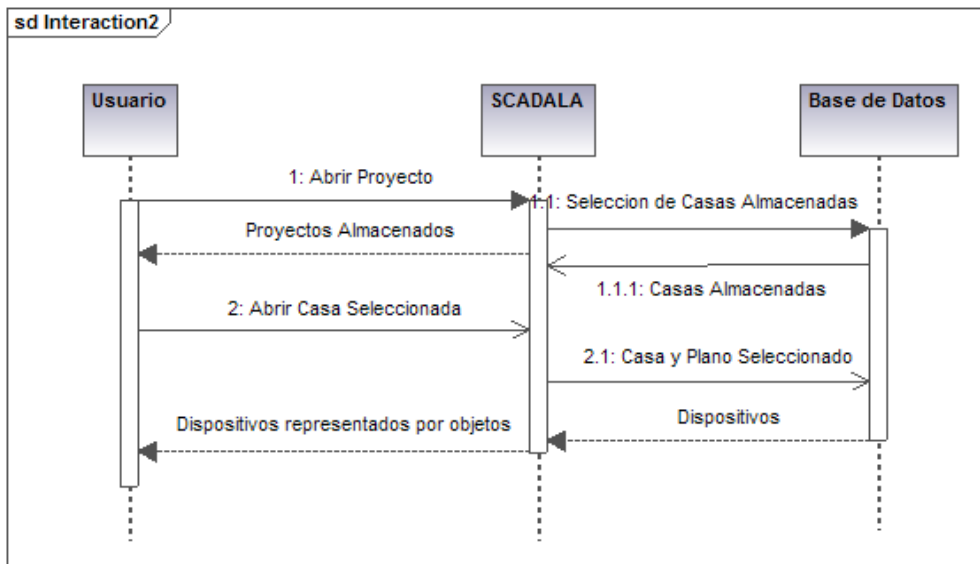 sd Interaction2
Usuario
SCADALA
Base de Datos
1: Abrir Proyecto
1.1: Seleccion de Casas Almacenadas
Proyectos Almacenados
1.1.1: Casas Almacenadas
2: Abrir Casa Seleccionada
2.1: Casa y Plano Seleccionado
Dispositivos
Dispositivos representados por objetos